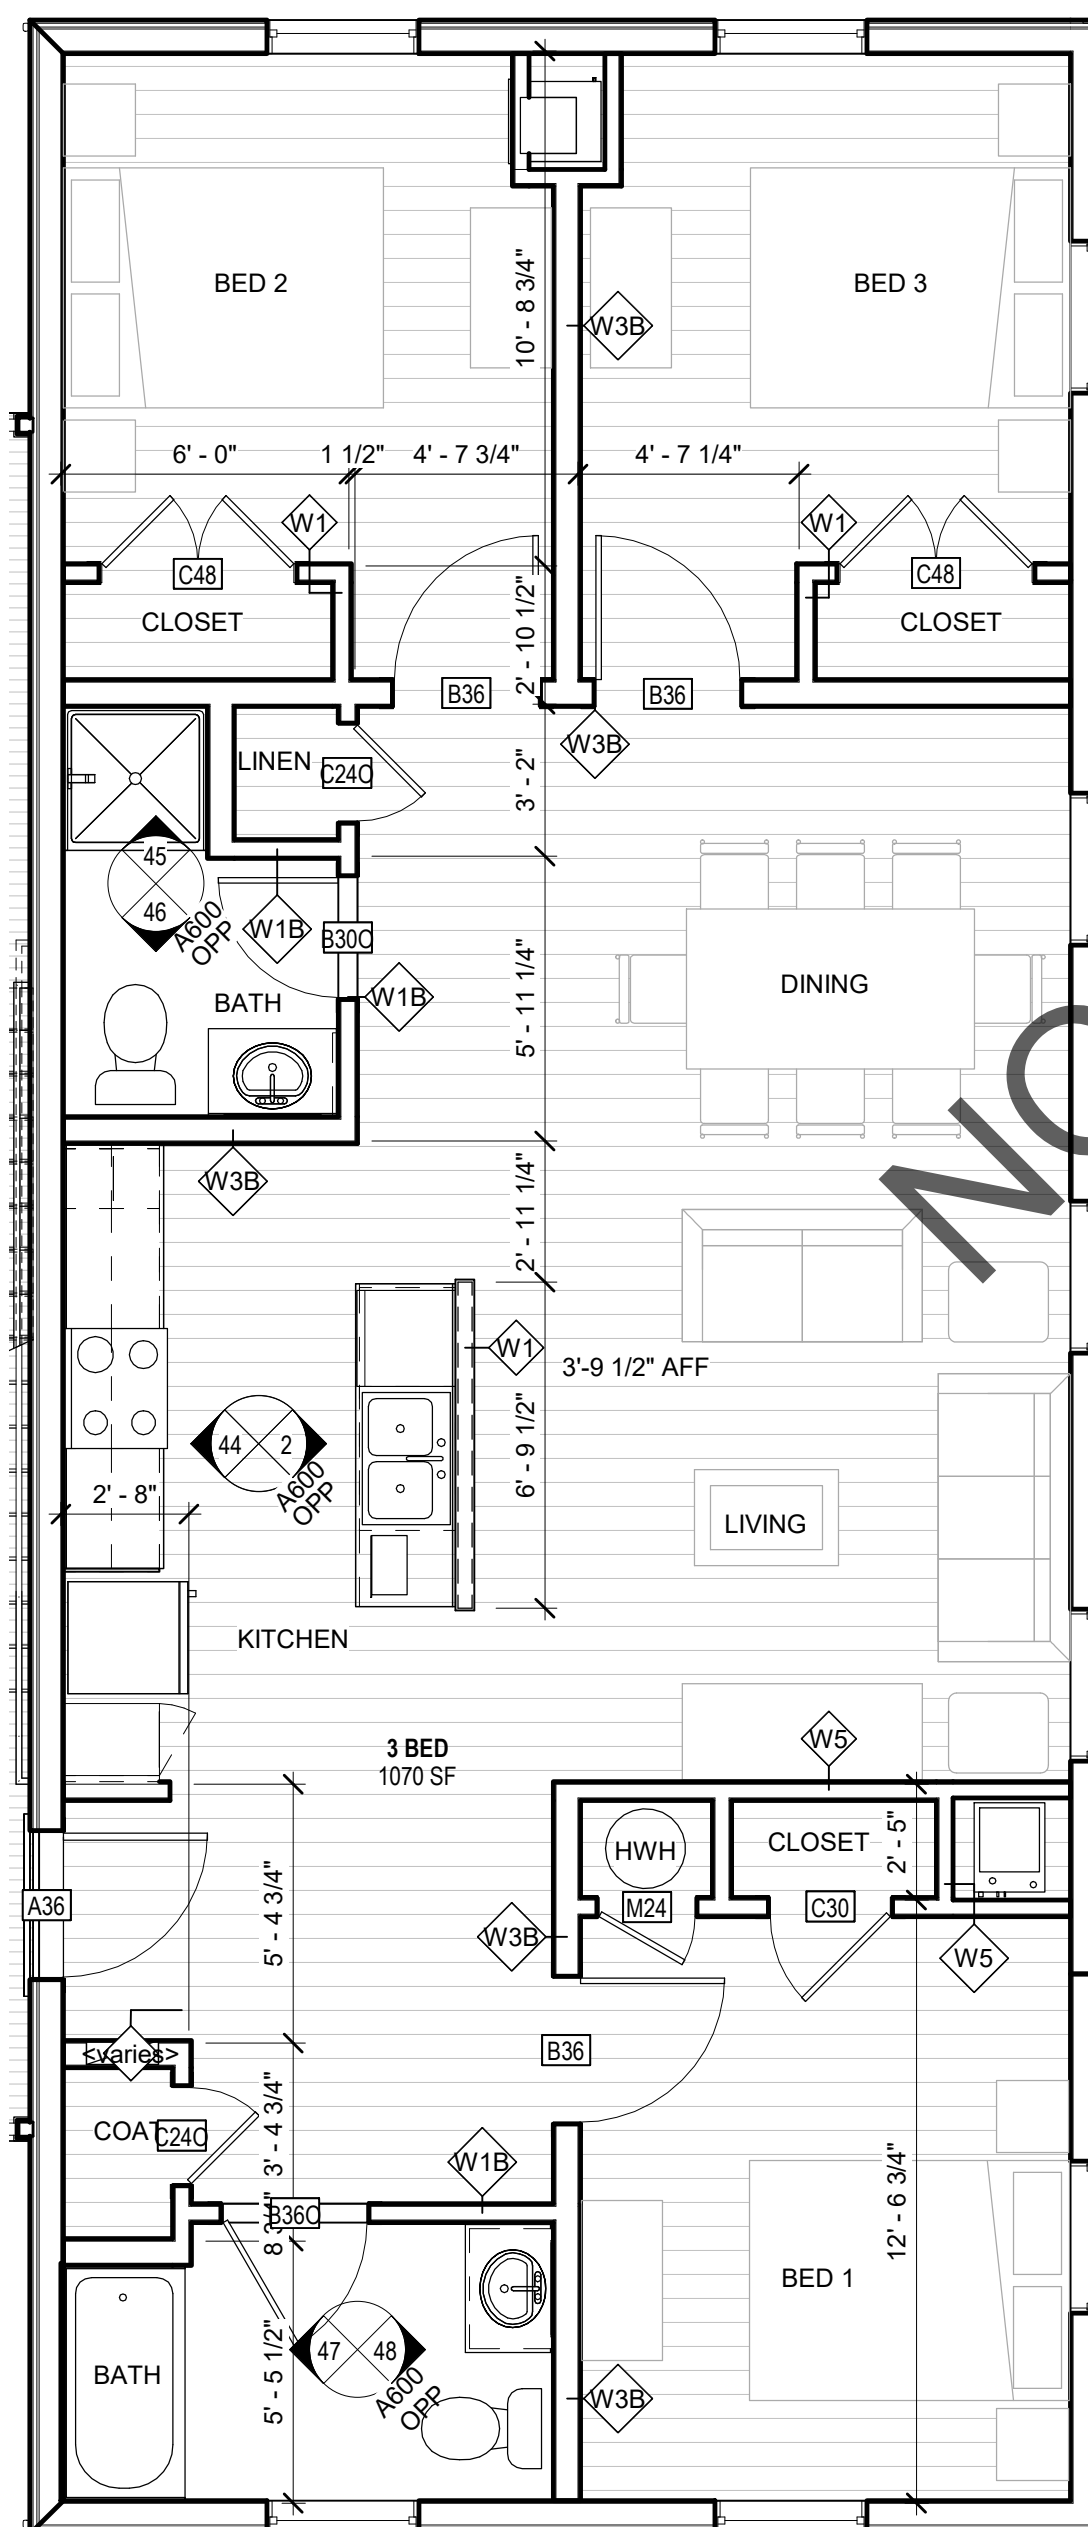 BED 2
BED 3
10' - 8 3/4"
W3B
6' - 0"
1 1/2"
4' - 7 3/4"
4' - 7 1/4"
W1
W1
C48
C48
CLOSET
CLOSET
2' - 10 1/2"
B36
B36
W3B
LINEN
C24O
3' - 2"
45
46
A600
OPP
W1B
B30O
W1B
BATH
5' - 11 1/4"
DINING
NO
W3B
2' - 11 1/4"
W1
3'-9 1/2" AFF
6' - 9 1/2"
44
2
A600
OPP
2' - 8"
LIVING
KITCHEN
3 BED
1070 SF
W5
HWH
CLOSET
2' - 5"
M24
C30
A36
W3B
W5
5' - 4 3/4"
B36
<varies>
COAT
C24O
3' - 4 3/4"
W1B
B36O
8 3/4"
12' - 6 3/4"
BED 1
5' - 5 1/2"
47
48
A600
OPP
BATH
W3B